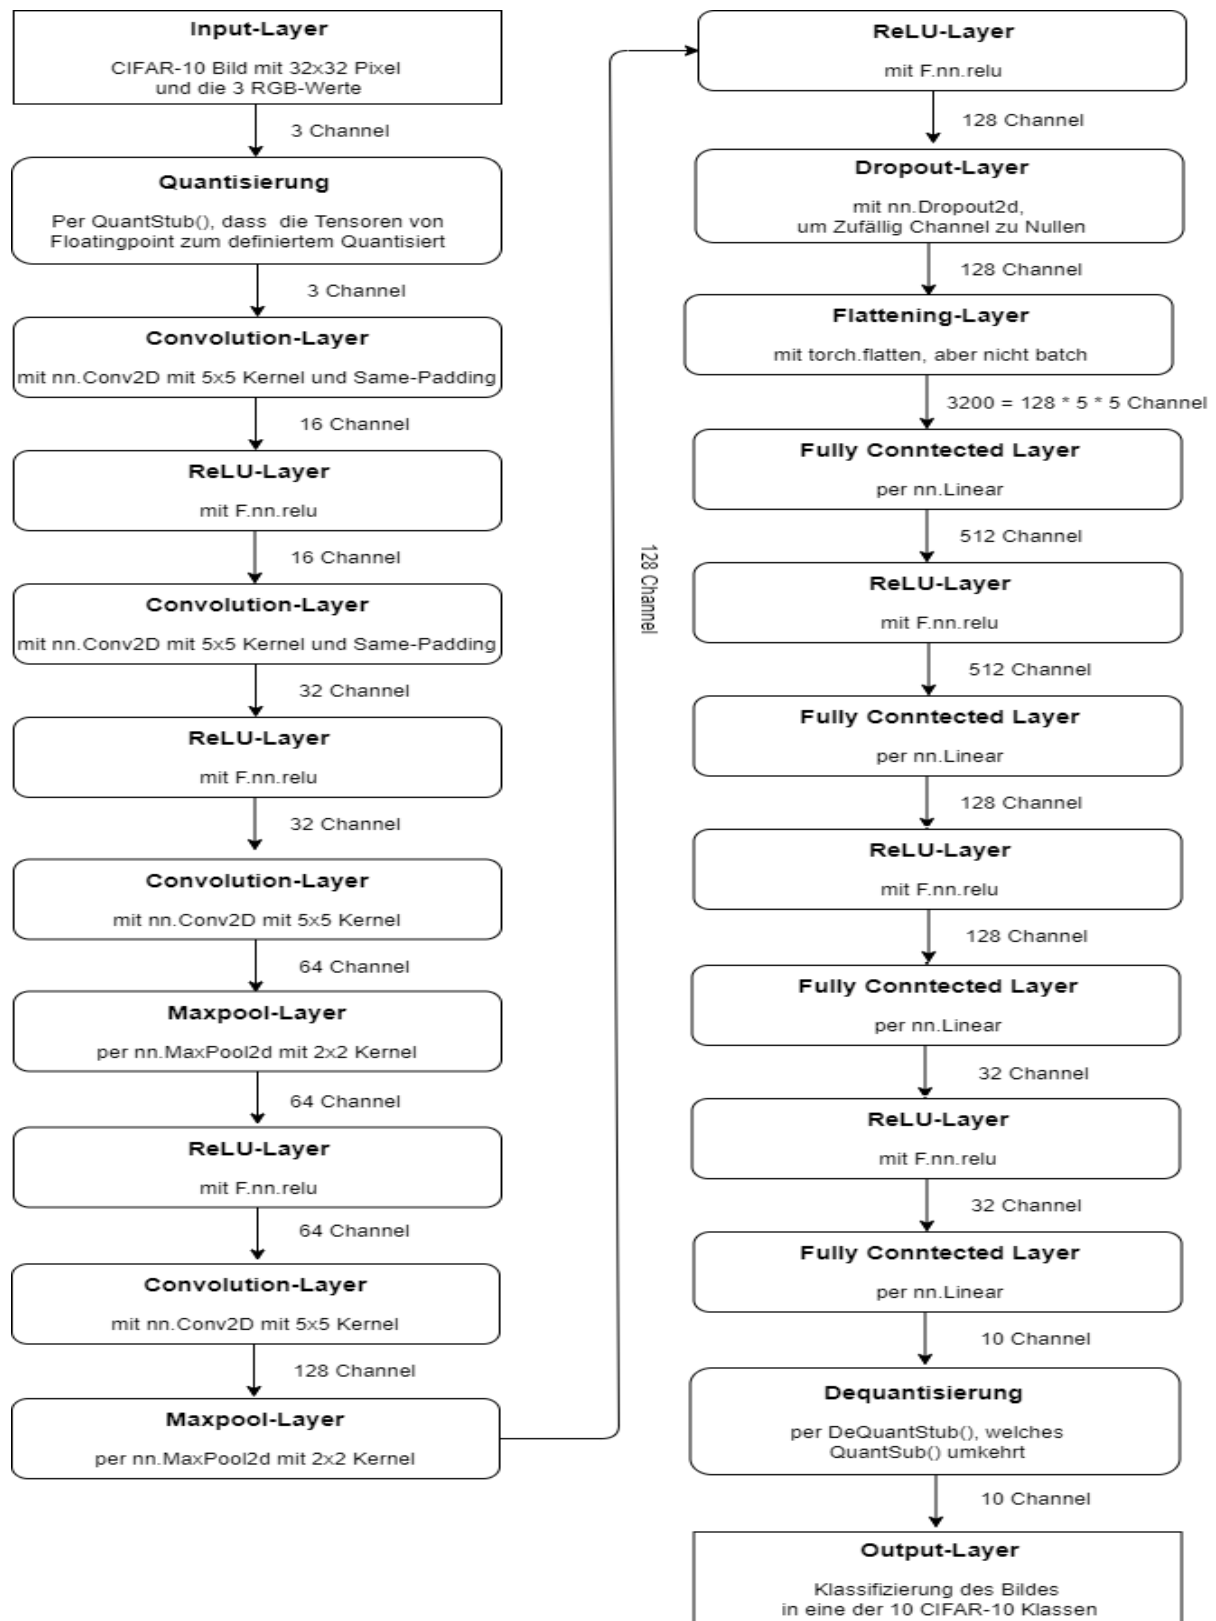 Input-Layer
CIFAR-10 Bild mit 32x32 Pixel
und die 3 RGB-Werte
3 Channel
Quantisierung
Per QuantStub(), dass die Tensoren von
Floatingpoint zum definiertem Quantisiert
3 Channel
Convolution-Layer
mit nn.Conv2D mit 5x5 Kernel und Same-Padding
16 Channel
ReLU-Layer
mit F.nn.relu
16 Channel
Convolution-Layer
mit nn.Conv2D mit 5x5 Kernel und Same-Padding
32 Channel
ReLU-Layer
mit F.nn.relu
32 Channel
Convolution-Layer
mit nn.Conv2D mit 5x5 Kernel
64 Channel
Maxpool-Layer
per nn.MaxPool2d mit 2x2 Kernel
64 Channel
ReLU-Layer
mit F.nn.relu
64 Channel
Convolution-Layer
mit nn.Conv2D mit 5x5 Kernel
128 Channel
Maxpool-Layer
per nn.MaxPool2d mit 2x2 Kernel
128 Channel
ReLU-Layer
mit F.nn.relu
128 Channel
Dropout-Layer
mit nn.Dropout2d,
um Zufällig Channel zu Nullen
128 Channel
Flattening-Layer
mit torch.flatten, aber nicht batch
3200 = 128 * 5 * 5 Channel
Fully Conntected Layer
per nn.Linear
512 Channel
ReLU-Layer
mit F.nn.relu
512 Channel
Fully Conntected Layer
per nn.Linear
128 Channel
ReLU-Layer
mit F.nn.relu
128 Channel
Fully Conntected Layer
per nn.Linear
32 Channel
ReLU-Layer
mit F.nn.relu
32 Channel
Fully Conntected Layer
per nn.Linear
10 Channel
Dequantisierung
per DeQuantStub(), welches
QuantSub() umkehrt
10 Channel
Output-Layer
Klassifizierung des Bildes
in eine der 10 CIFAR-10 Klassen